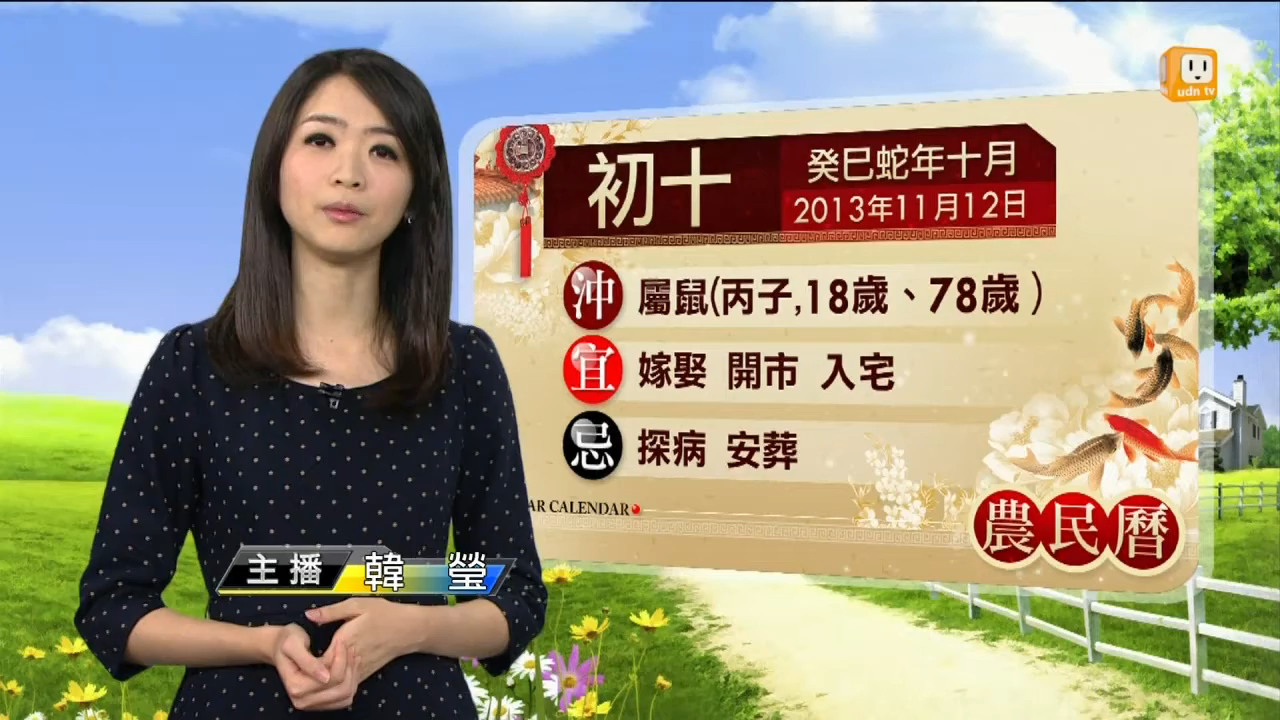 udn tv
初十
癸巳蛇年十月
2013年11月12日
沖 屬鼠(丙子,18歲、78歲)
宜 嫁娶 開市 入宅
忌 探病 安葬
AR CALENDAR
農民曆
主播 韓瑩